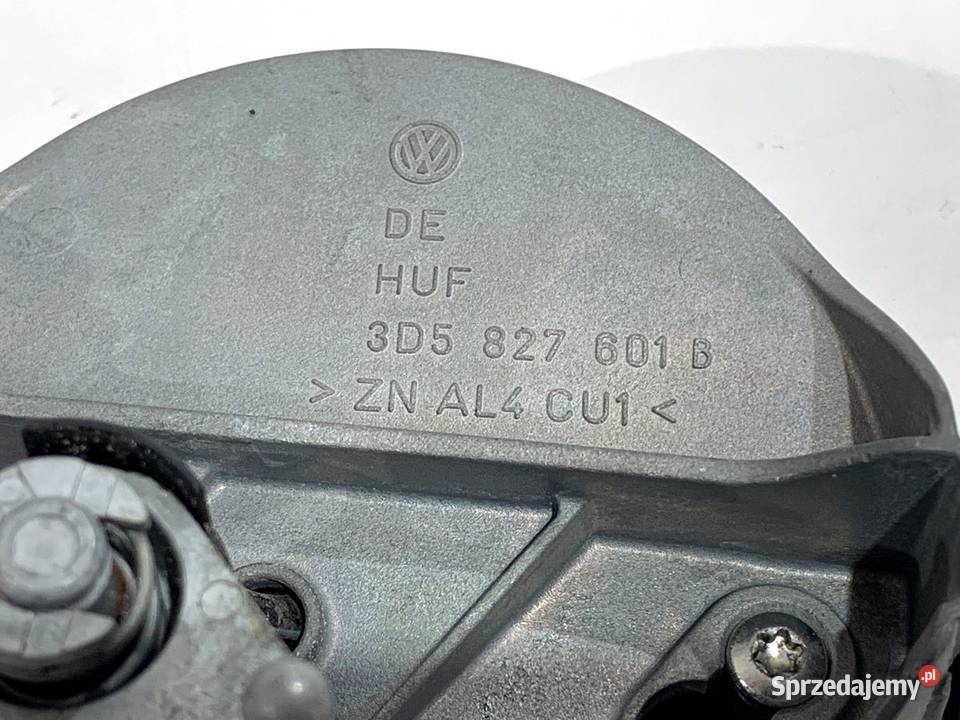 DE
HUF
3D5 827 601 B
> ZN AL4 CU1 <
Sprzedajemy.pl